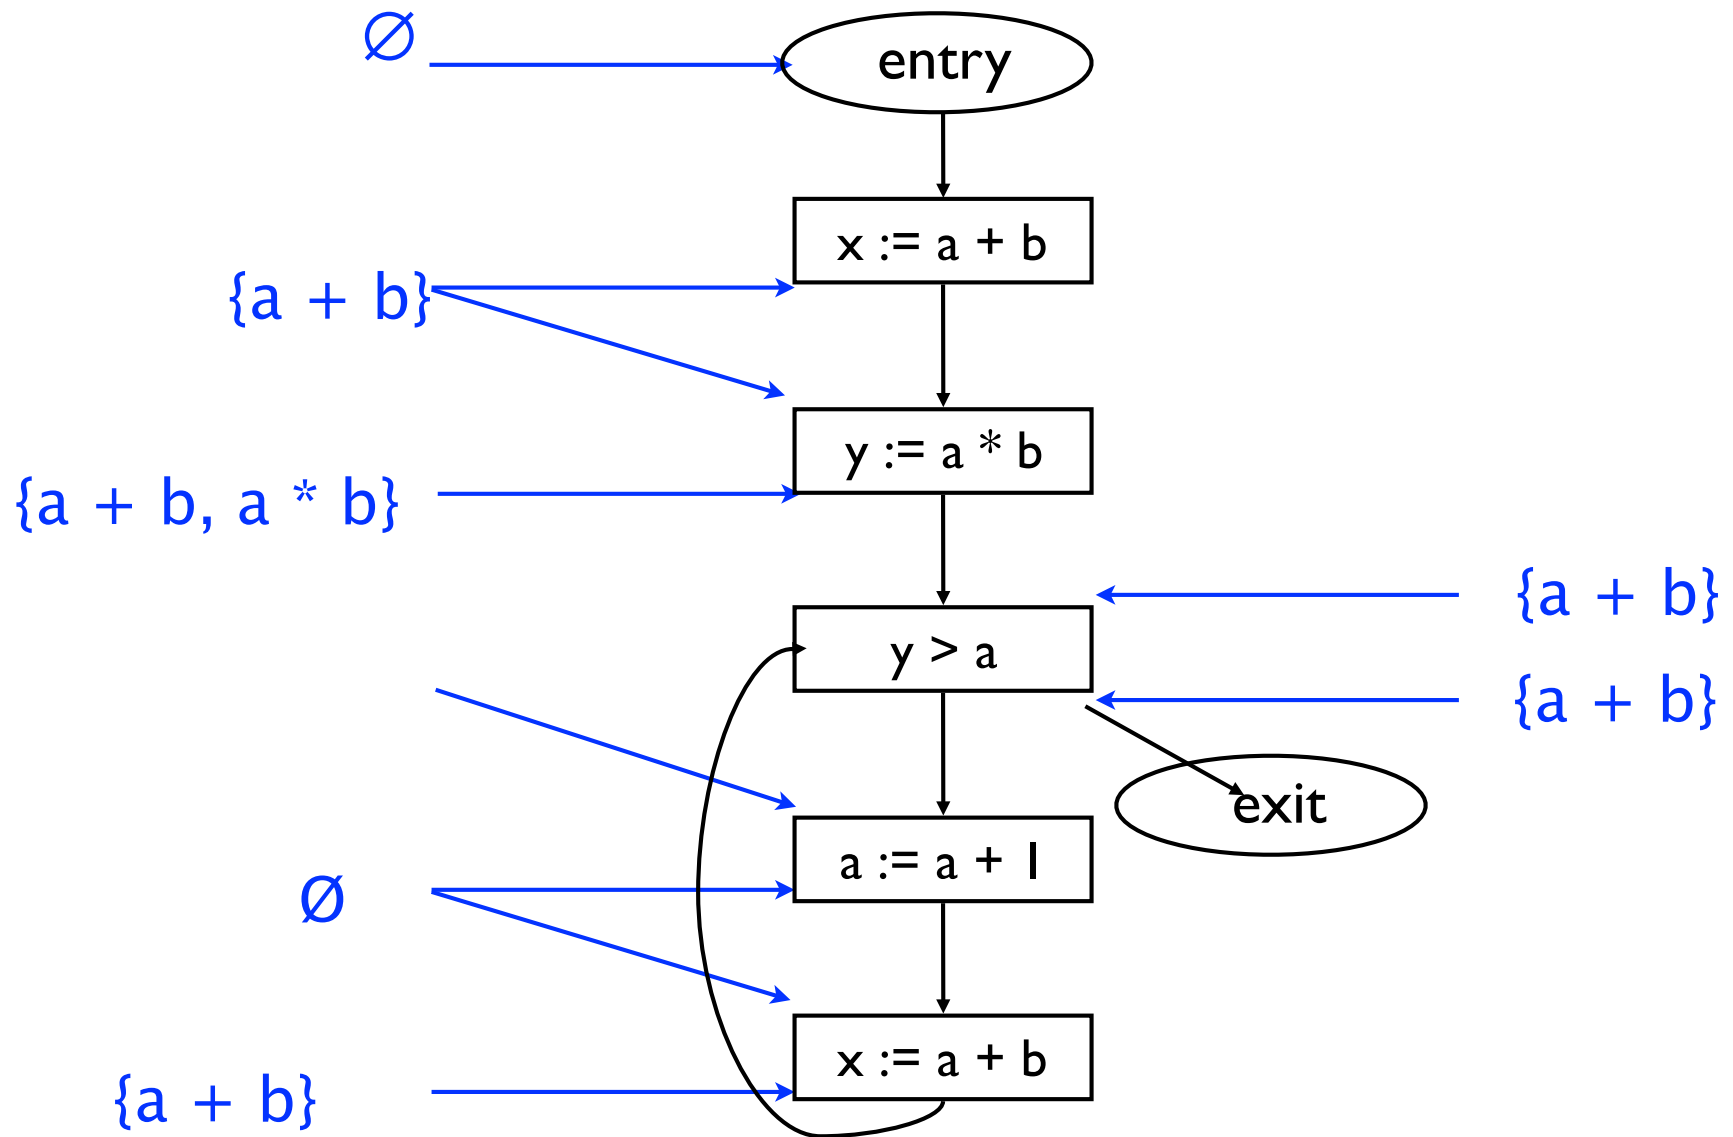 ∅
entry
x := a + b
{a + b}
y := a * b
{a + b, a * b}
{a + b}
y > a
{a + b}
exit
a := a + 1
Ø
x := a + b
{a + b}